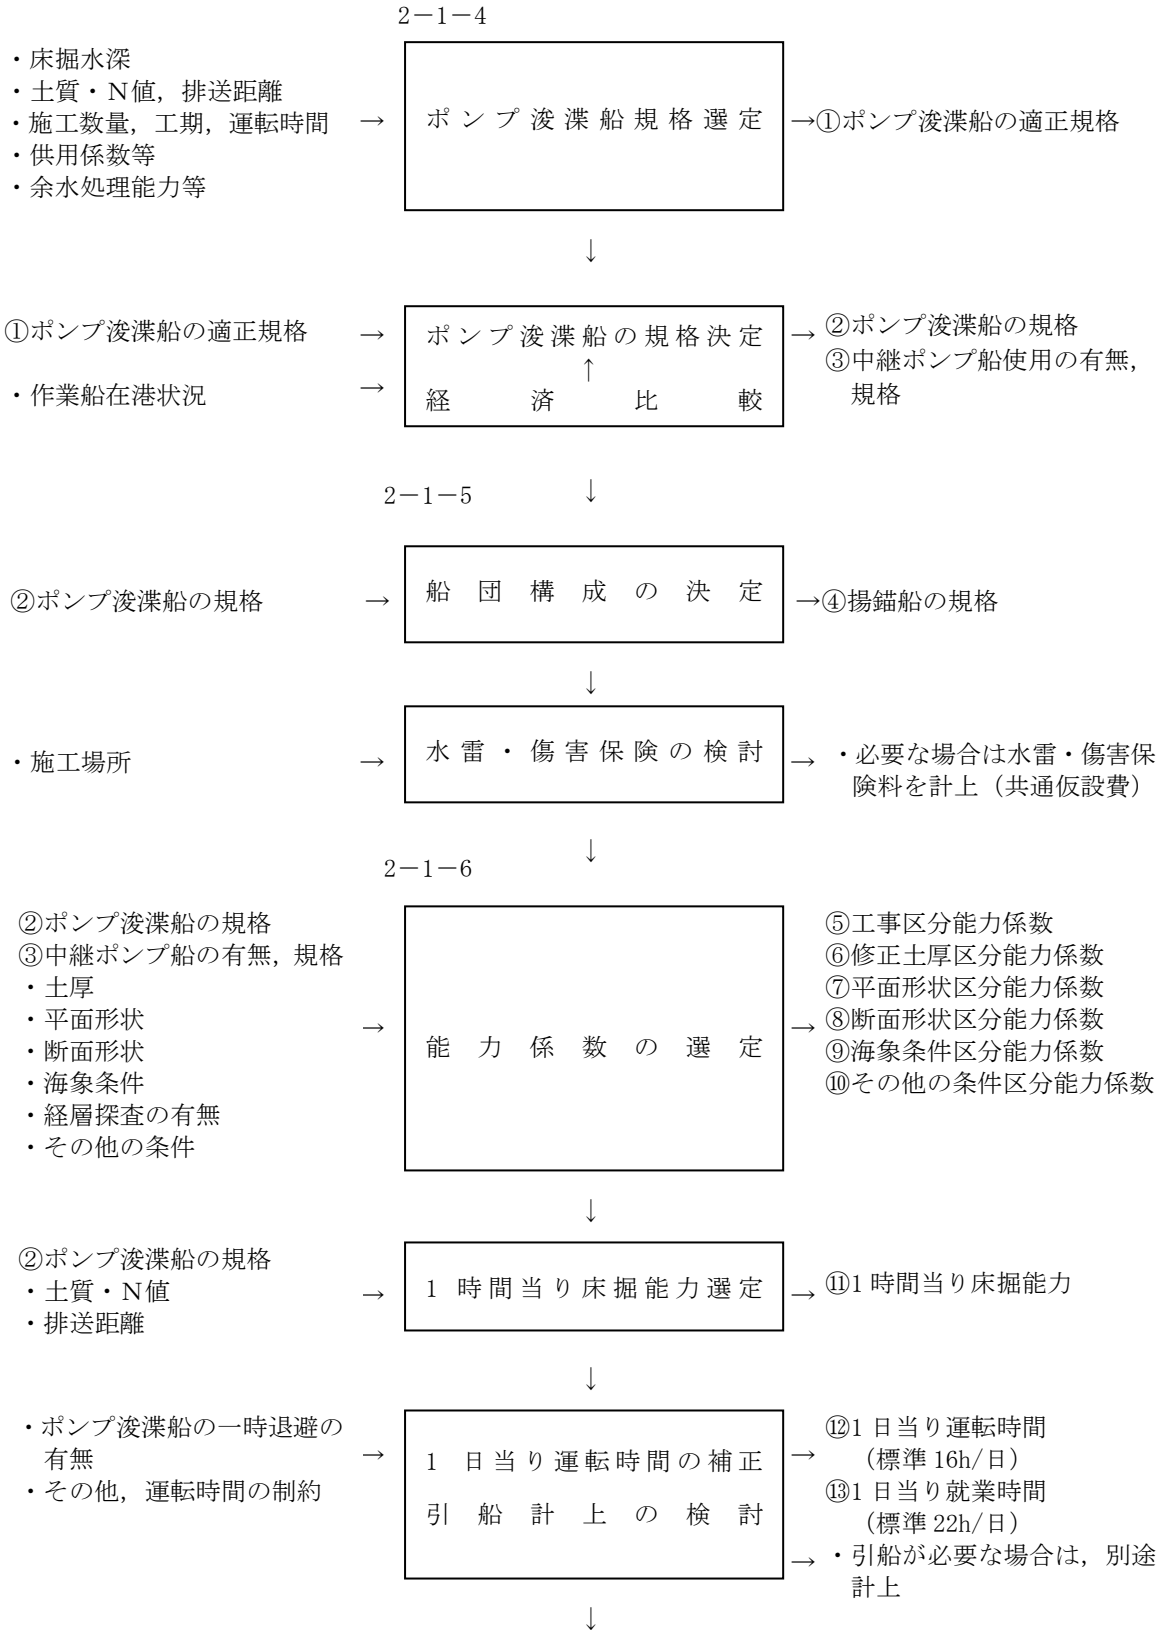 2－1－4
・床掘水深
・土質・Ｎ値，排送距離
・施工数量，工期，運転時間
・供用係数等
・余水処理能力等
→
ポンプ浚渫船規格選定
→①ポンプ浚渫船の適正規格
↓
①ポンプ浚渫船の適正規格
→
・作業船在港状況
→
ポンプ浚渫船の規格決定
↑
経済比較
→
②ポンプ浚渫船の規格
③中継ポンプ船使用の有無，
規格
2－1－5
↓
②ポンプ浚渫船の規格
→
船団構成の決定
→④揚錨船の規格
↓
・施工場所
→
水雷・傷害保険の検討
→
・必要な場合は水雷・傷害保
険料を計上（共通仮設費）
↓
2－1－6
②ポンプ浚渫船の規格
③中継ポンプ船の有無，規格
・土厚
・平面形状
・断面形状
・海象条件
・経層探査の有無
・その他の条件
→
能力係数の選定
→
⑤工事区分能力係数
⑥修正土厚区分能力係数
⑦平面形状区分能力係数
⑧断面形状区分能力係数
⑨海象条件区分能力係数
⑩その他の条件区分能力係数
↓
②ポンプ浚渫船の規格
・土質・Ｎ値
・排送距離
→
1 時間当り床掘能力選定
→
⑪1 時間当り床掘能力
↓
・ポンプ浚渫船の一時退避の
有無
・その他，運転時間の制約
→
1 日当り運転時間の補正
引船計上の検討
→
⑫1 日当り運転時間
（標準 16h/日）
⑬1 日当り就業時間
（標準 22h/日）
→
・引船が必要な場合は，別途
計上
↓